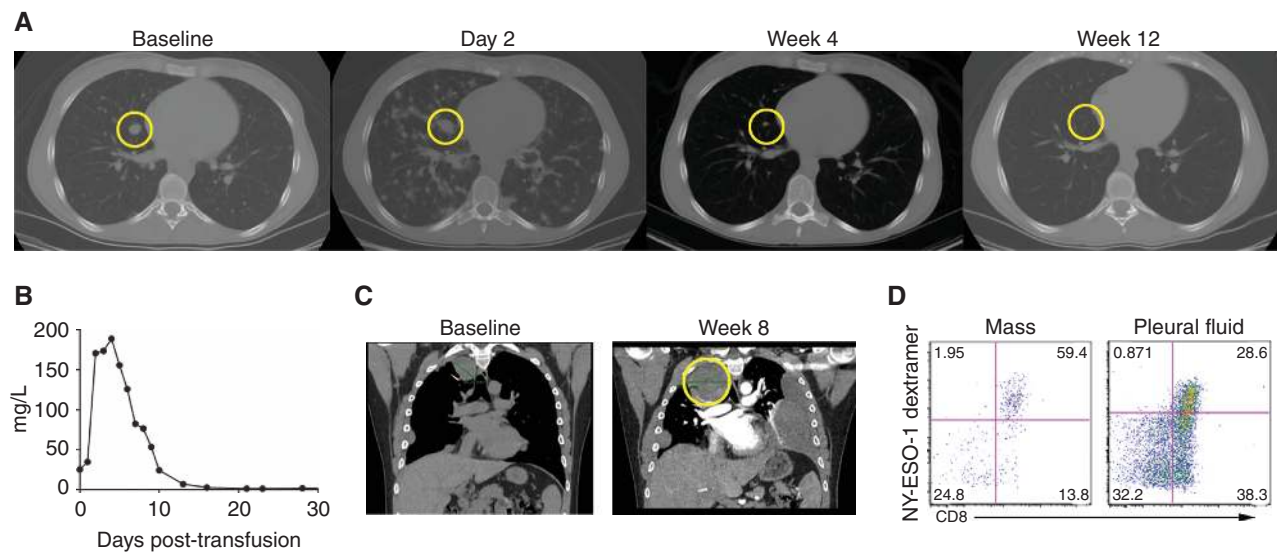 A
Baseline
Day 2
Week 4
Week 12
B
mg/L
200
150
100
50
0
0
10
20
30
Days post-transfusion
C
Baseline
Week 8
D
NY-ESO-1 dextramer
Mass
1.95
59.4
24.8
13.8
Pleural fluid
0.871
28.6
32.2
38.3
CD8